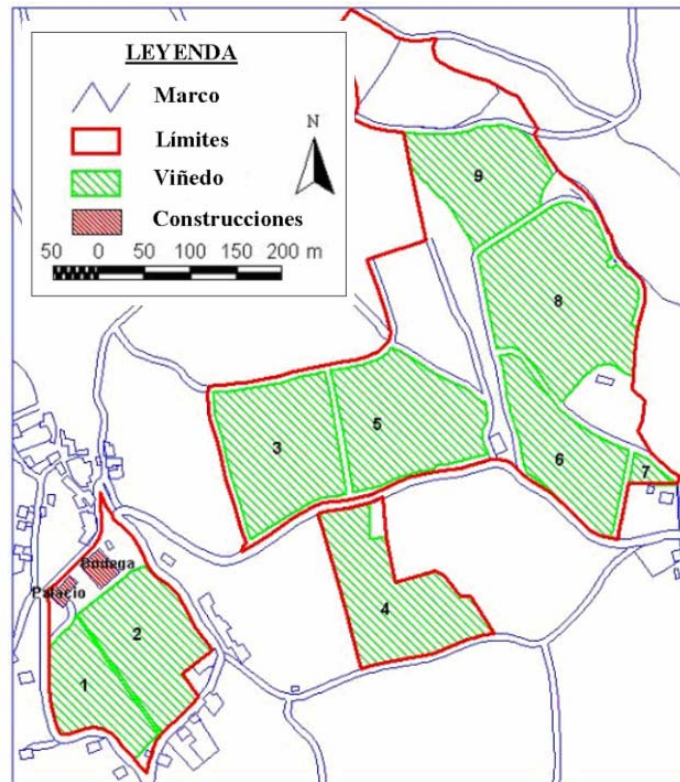 LEYENDA
Marco
Límites
Viñedo
Construcciones
N
50 0 50 100 150 200 m
9
8
3
5
6
7
4
Bodega
Palacio
2
1